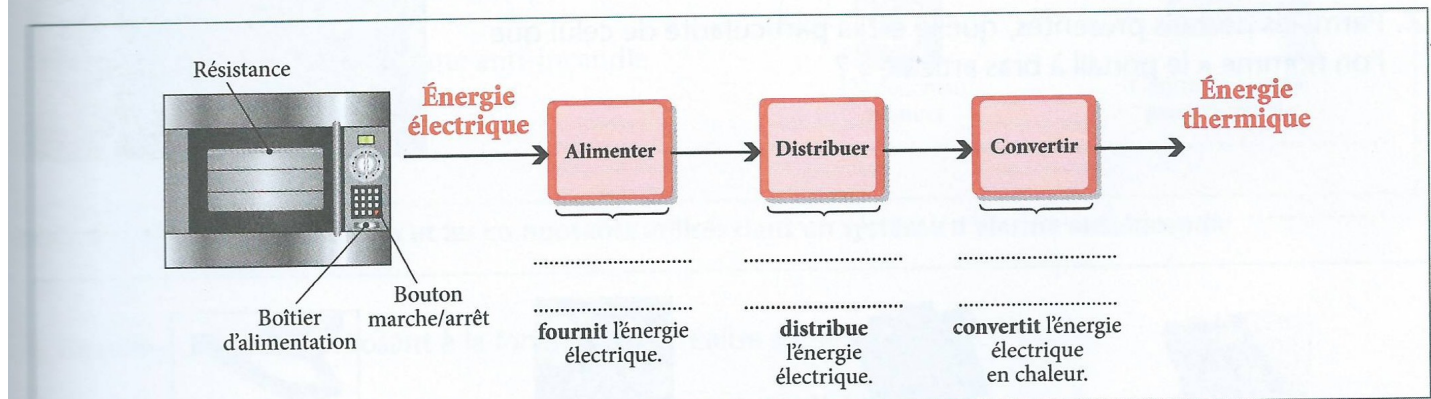 Résistance
Énergie
électrique
Énergie
thermique
Alimenter
Distribuer
Convertir
Boîtier
d'alimentation
Bouton
marche/arrêt
fournit l'énergie
électrique.
distribue
l'énergie
électrique.
convertit l'énergie
électrique
en chaleur.